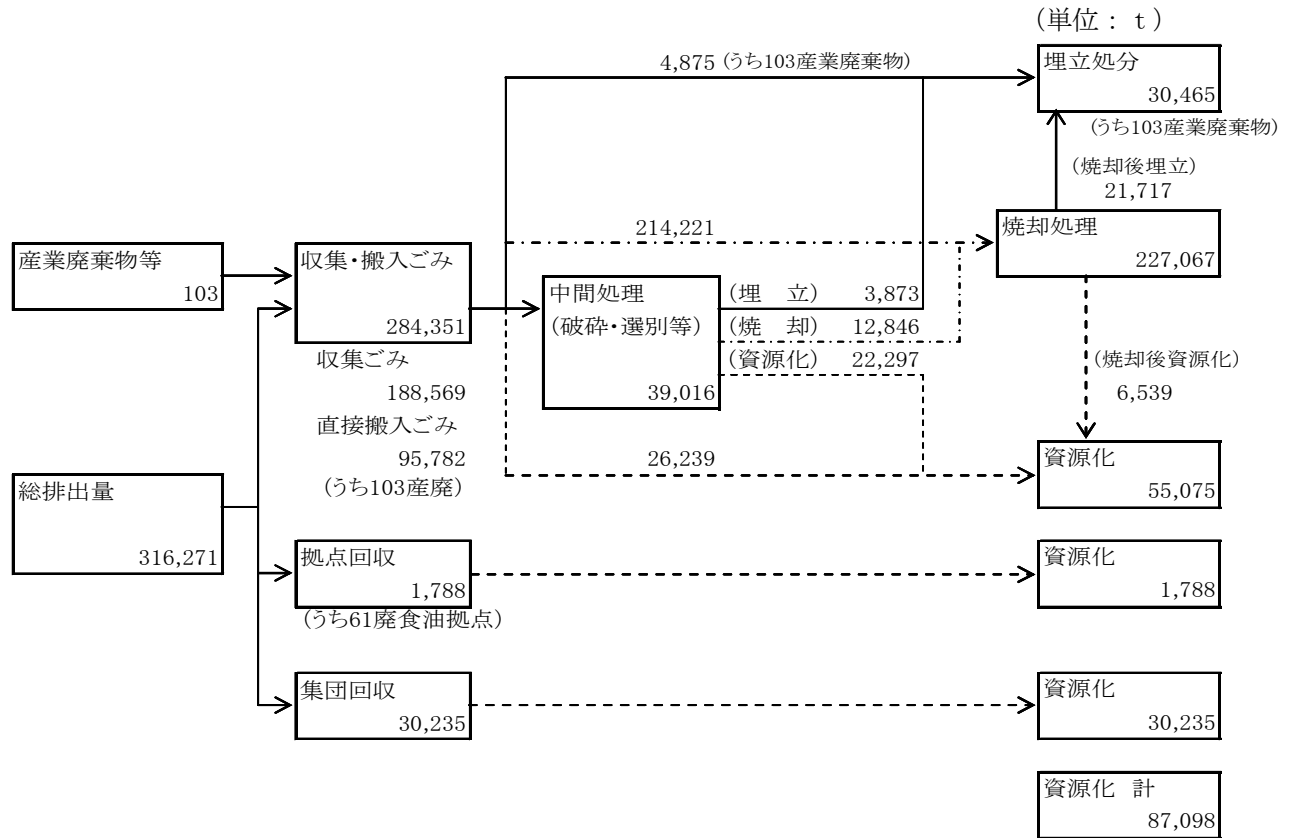 (単位：ｔ)
4,875 (うち103産業廃棄物)
埋立処分
30,465
(うち103産業廃棄物)
(焼却後埋立)
21,717
214,221
焼却処理
227,067
産業廃棄物等
103
収集・搬入ごみ
284,351
中間処理
(破砕・選別等)
39,016
(埋　立)　3,873
(焼　却)　12,846
(資源化)　22,297
収集ごみ
188,569
直接搬入ごみ
95,782
(うち103産廃)
(焼却後資源化)
6,539
26,239
資源化
55,075
総排出量
316,271
拠点回収
1,788
(うち61廃食油拠点)
資源化
1,788
集団回収
30,235
資源化
30,235
資源化　計
87,098